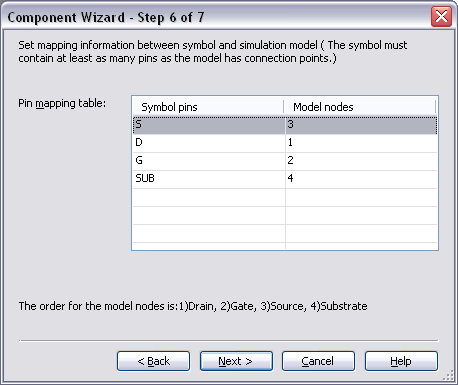 Component Wizard - Step 6 of 7
Set mapping information between symbol and simulation model ( The symbol must
contain at least as many pins as the model has connection points.)
Pin mapping table:
Symbol pins Model nodes
S 3
D 1
G 2
SUB 4
The order for the model nodes is:1)Drain, 2)Gate, 3)Source, 4)Substrate
< Back Next > Cancel Help